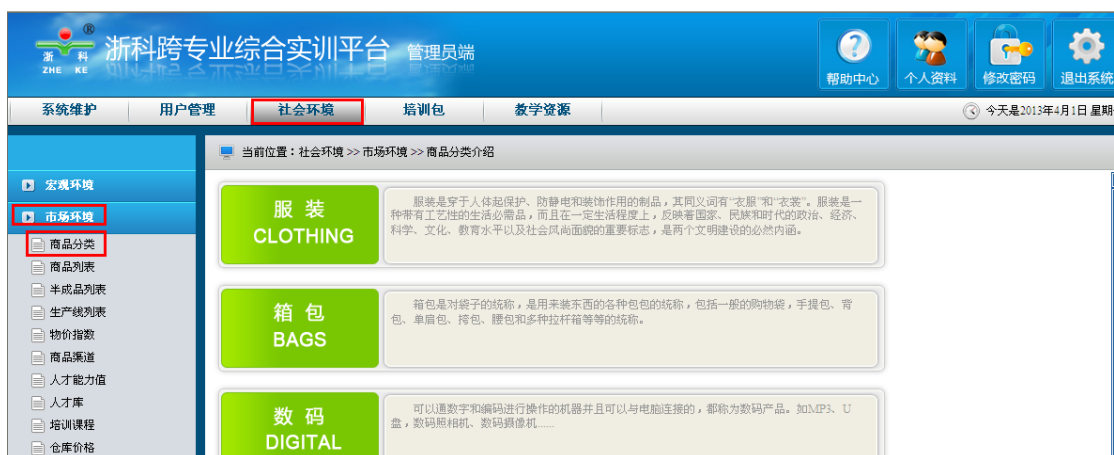 浙科
ZHE KE
®
浙科跨专业综合实训平台 管理员端
帮助中心
个人资料
修改密码
退出系统
系统维护
用户管理
社会环境
培训包
教学资源
今天是2013年4月1日 星期
当前位置：社会环境 >> 市场环境 >> 商品分类介绍
宏观环境
市场环境
商品分类
商品列表
半成品列表
生产线列表
物价指数
商品渠道
人才能力值
人才库
培训课程
仓库价格
服 装
CLOTHING
服装是穿于人体起保护、防静电和装饰作用的制品，其同义词有“衣服”和“衣裳”。服装是一
种带有工艺性的生活必需品，而且在一定生活程度上，反映着国家、民族和时代的政治、经济、
科学、文化、教育水平以及社会风尚面貌的重要标志，是两个文明建设的必然内涵。
箱 包
BAGS
箱包是对袋子的统称，是用来装东西的各种包包的统称，包括一般的购物袋，手提包、背
包、单肩包、挎包、腰包和多种拉杆箱等等的统称。
数 码
DIGITAL
可以通数字和编码进行操作的机器并且可以与电脑连接的，都称为数码产品。如MP3、U
盘，数码照相机、数码摄像机......